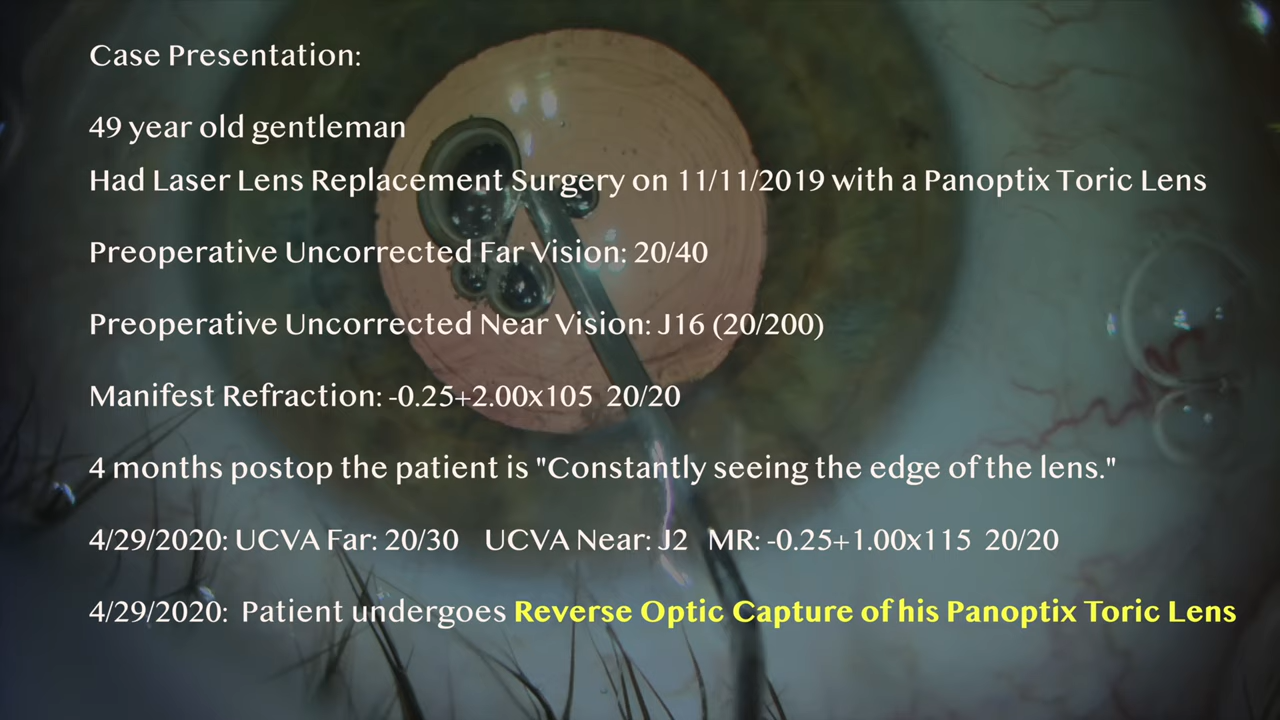 Case Presentation:
49 year old gentleman
Had Laser Lens Replacement Surgery on 11/11/2019 with a Panoptix Toric Lens
Preoperative Uncorrected Far Vision: 20/40
Preoperative Uncorrected Near Vision: J16 (20/200)
Manifest Refraction: -0.25+2.00x105 20/20
4 months postop the patient is "Constantly seeing the edge of the lens."
4/29/2020: UCVA Far: 20/30 UCVA Near: J2 MR: -0.25+1.00x115 20/20
4/29/2020: Patient undergoes Reverse Optic Capture of his Panoptix Toric Lens